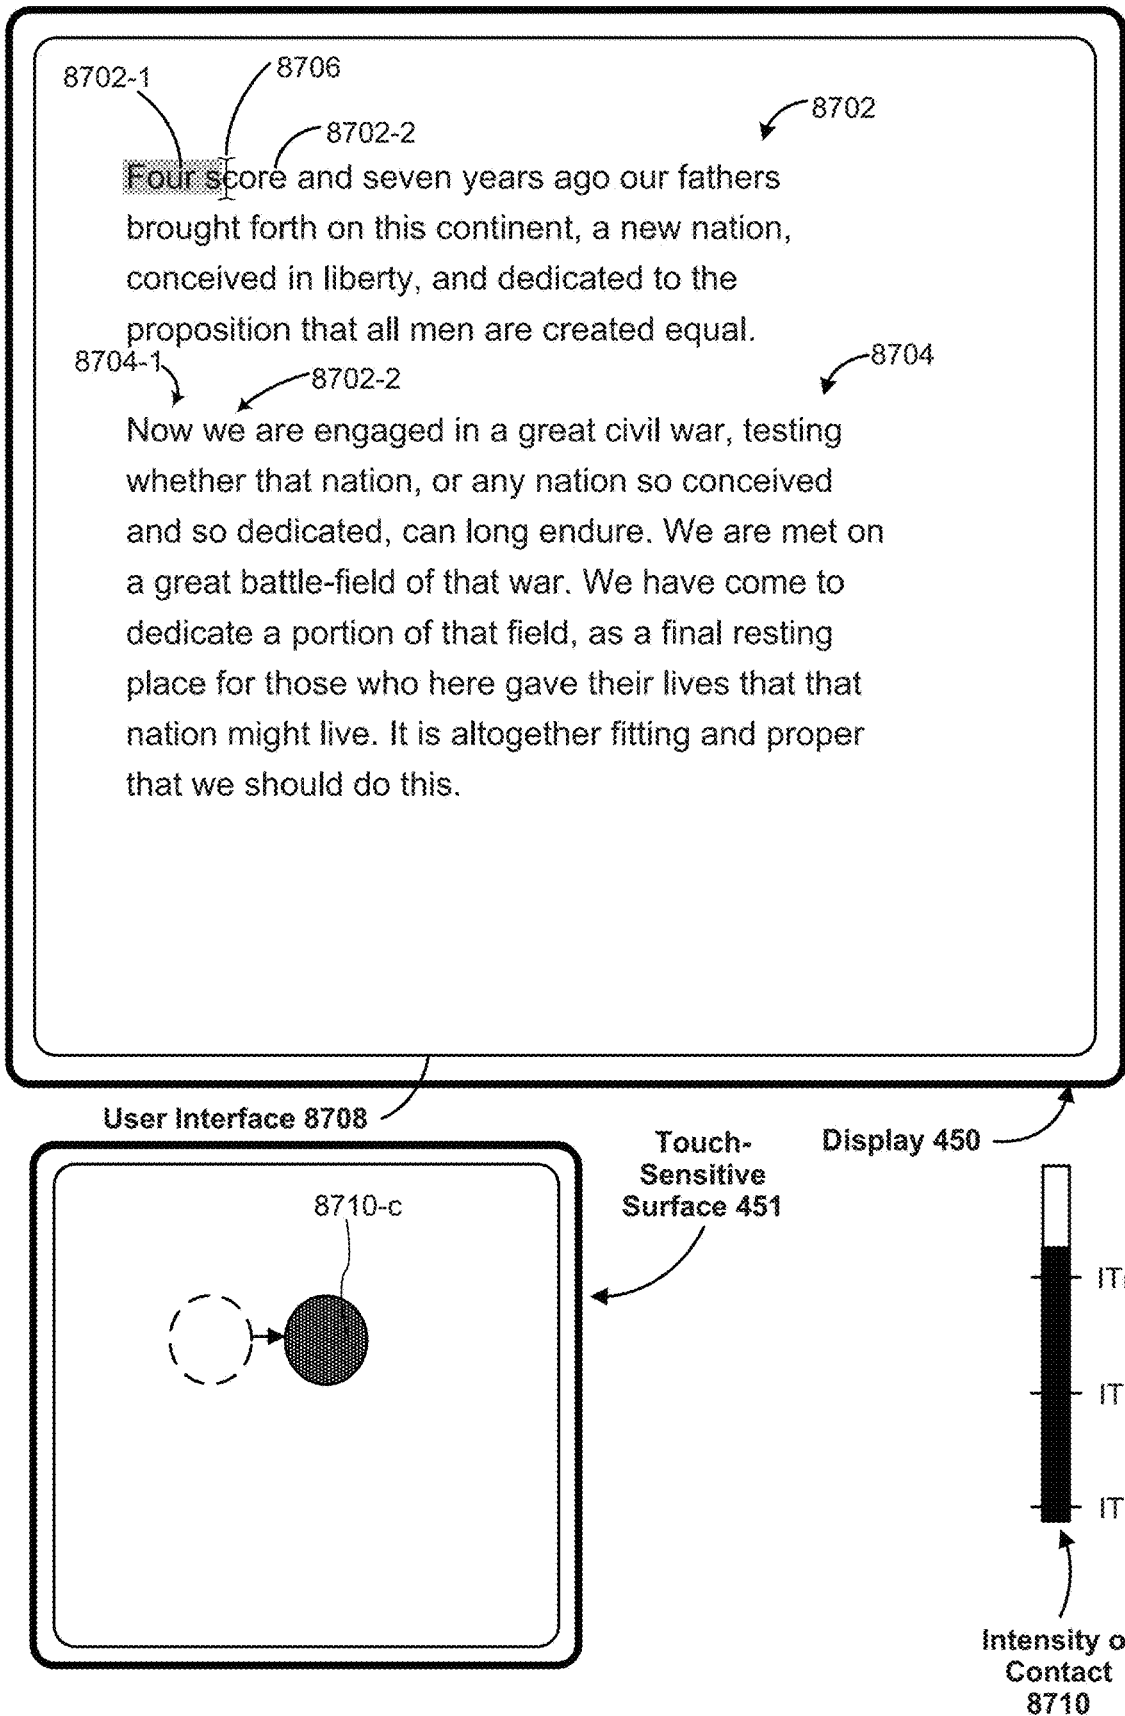 8702-1
8706
8702-2
8702
Four score and seven years ago our fathers
brought forth on this continent, a new nation,
conceived in liberty, and dedicated to the
proposition that all men are created equal.
8704-1
8702-2
8704
Now we are engaged in a great civil war, testing
whether that nation, or any nation so conceived
and so dedicated, can long endure. We are met on
a great battle-field of that war. We have come to
dedicate a portion of that field, as a final resting
place for those who here gave their lives that that
nation might live. It is altogether fitting and proper
that we should do this.
User Interface 8708
Display 450
Touch-
Sensitive
Surface 451
8710-c
IT
IT
IT
Intensity o
Contact
8710